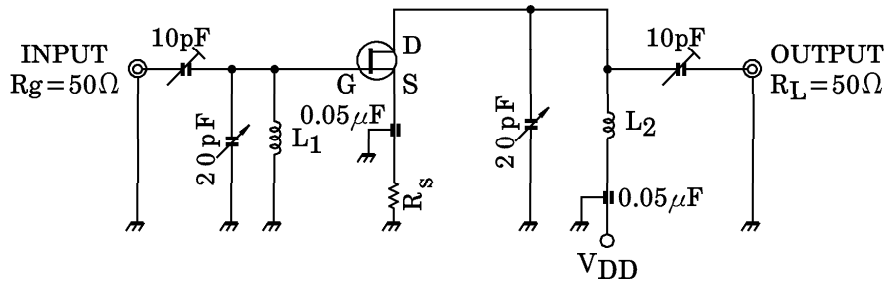 INPUT
Rg=50Ω
10pF
20pF
L1
G
D
S
0.05μF
Rs
20pF
L2
0.05μF
VDD
10pF
OUTPUT
RL=50Ω